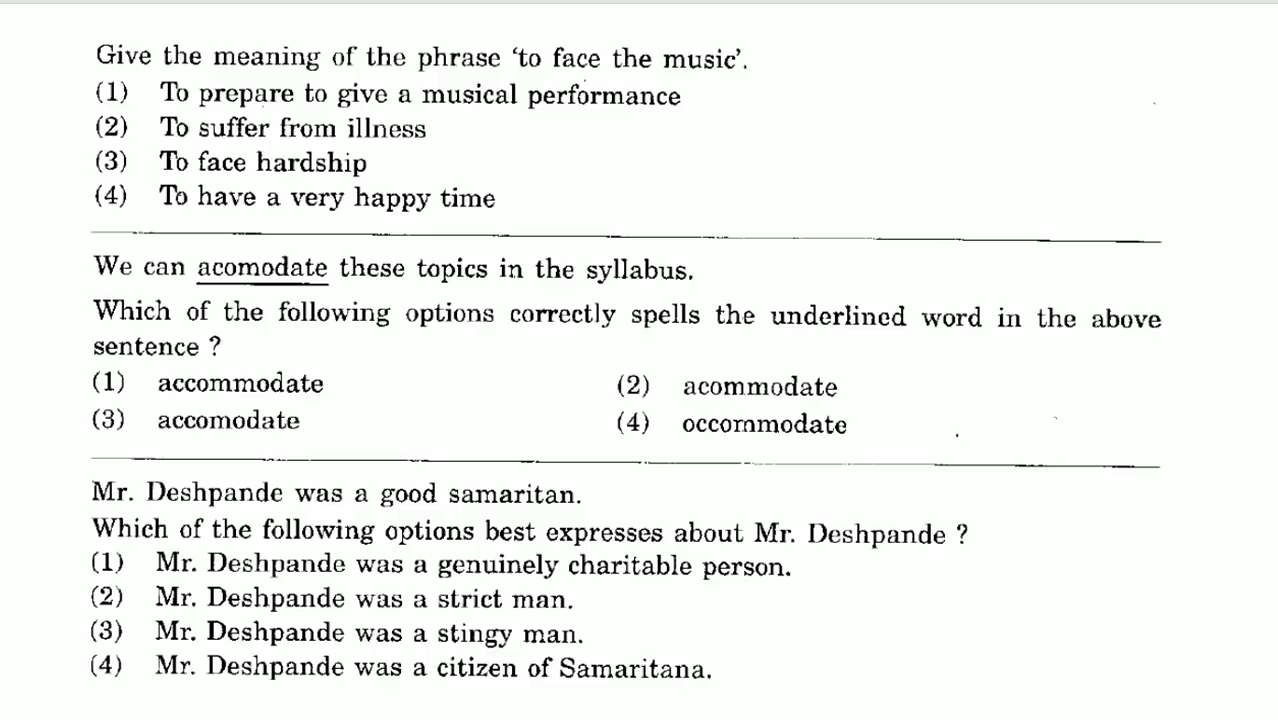 Give the meaning of the phrase ‘to face the music’.
(1) To prepare to give a musical performance
(2) To suffer from illness
(3) To face hardship
(4) To have a very happy time
We can acomodate these topics in the syllabus.
Which of the following options correctly spells the underlined word in the above
sentence ?
(1) accommodate (2) acommodate
(3) accomodate (4) occommodate
Mr. Deshpande was a good samaritan.
Which of the following options best expresses about Mr. Deshpande ?
(1) Mr. Deshpande was a genuinely charitable person.
(2) Mr. Deshpande was a strict man.
(3) Mr. Deshpande was a stingy man.
(4) Mr. Deshpande was a citizen of Samaritana.